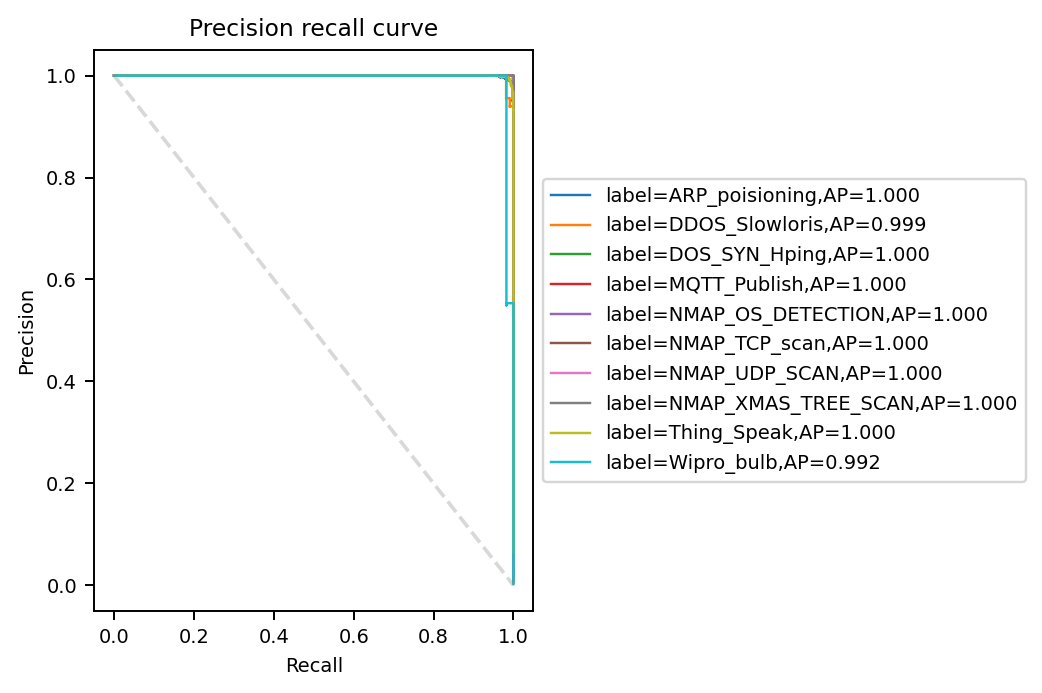 Precision recall curve
1.0
0.8
0.6
0.4
0.2
0.0
Precision
0.0 0.2 0.4 0.6 0.8 1.0
Recall
label=ARP_poisioning,AP=1.000
label=DDOS_Slowloris,AP=0.999
label=DOS_SYN_Hping,AP=1.000
label=MQTT_Publish,AP=1.000
label=NMAP_OS_DETECTION,AP=1.000
label=NMAP_TCP_scan,AP=1.000
label=NMAP_UDP_SCAN,AP=1.000
label=NMAP_XMAS_TREE_SCAN,AP=1.000
label=Thing_Speak,AP=1.000
label=Wipro_bulb,AP=0.992